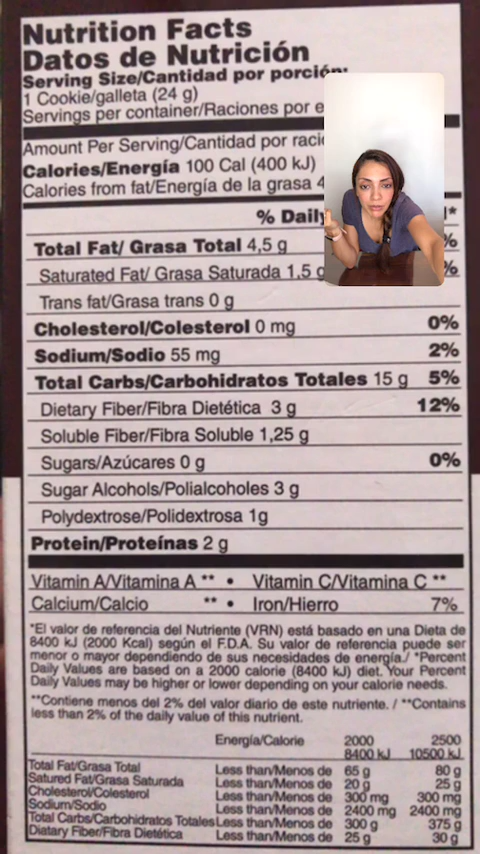 Nutrition Facts
Datos de Nutrición
Serving Size/Cantidad por porción:
1 Cookie/galleta (24 g)
Servings per container/Raciones por
Amount Per Serving/Cantidad por
Calories/Energía 100 Cal (400 kJ)
Calories from fat/Energía de la grasa 4
% Daily *
Total Fat/ Grasa Total 4,5 g %
Saturated Fat/ Grasa Saturada 1,5 g %
Trans fat/Grasa trans 0 g
Cholesterol/Colesterol 0 mg 0%
Sodium/Sodio 55 mg 2%
Total Carbs/Carbohidratos Totales 15 g 5%
Dietary Fiber/Fibra Dietética 3 g 12%
Soluble Fiber/Fibra Soluble 1,25 g
Sugars/Azúcares 0 g 0%
Sugar Alcohols/Polialcoholes 3 g
Polydextrose/Polidextrosa 1g
Protein/Proteínas 2 g
Vitamin A/Vitamina A ** • Vitamin C/Vitamina C **
Calcium/Calcio ** • Iron/Hierro 7%
*El valor de referencia del Nutriente (VRN) está basado en una Dieta de
8400 kJ (2000 Kcal) según el F.D.A. Su valor de referencia puede ser
menor o mayor dependiendo de sus necesidades de energía./ *Percent
Daily Values are based on a 2000 calorie (8400 kJ) diet. Your Percent
Daily Values may be higher or lower depending on your calorie needs.
**Contiene menos del 2% del valor diario de este nutriente. / **Contains
less than 2% of the daily value of this nutrient.
Energía/Calorie 2000 2500
8400 kJ 10500 kJ
Total Fat/Grasa Total Less than/Menos de 65 g 80 g
Satured Fat/Grasa Saturada Less than/Menos de 20 g 25 g
Cholesterol/Colesterol Less than/Menos de 300 mg 300 mg
Sodium/Sodio Less than/Menos de 2400 mg 2400 mg
Total Carbs/Carbohidratos Totales Less than/Menos de 300 g 375 g
Diatary Fiber/Fibra Dietética Less than/Menos de 25 g 30 g